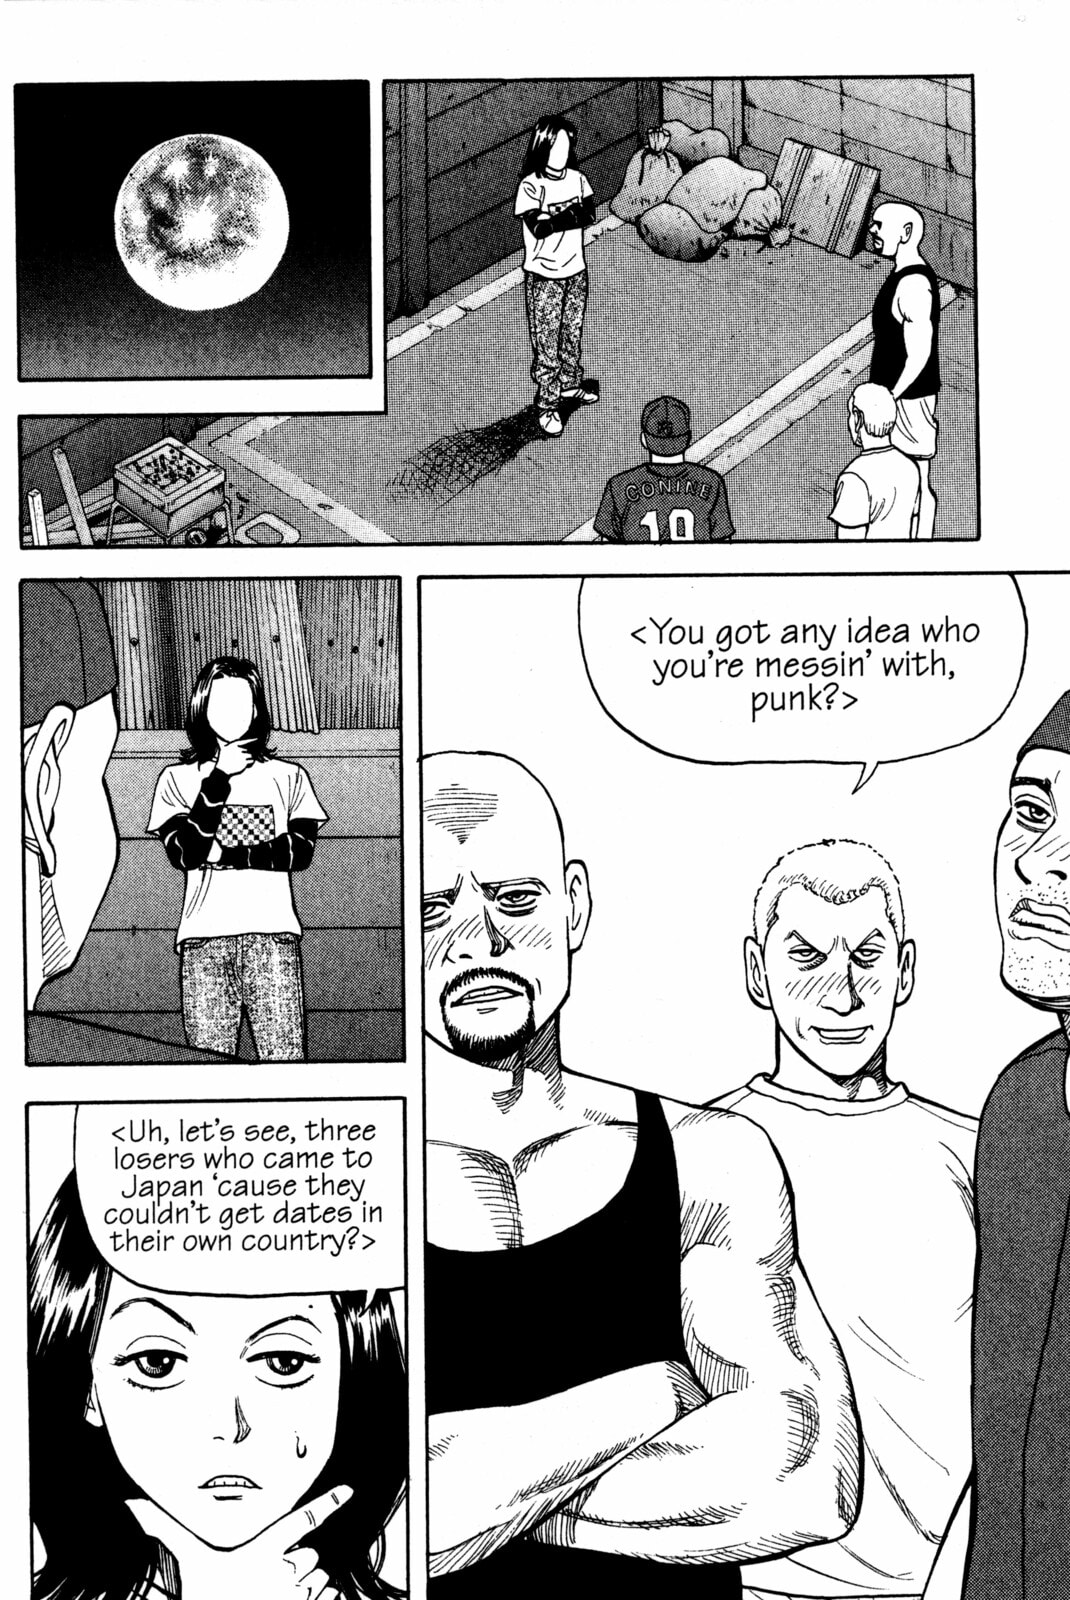 CONINE
19
<You got any idea who
you're messin' with,
punk?>
<Uh, let's see, three
losers who came to
Japan 'cause they
couldn't get dates in
their own country?>